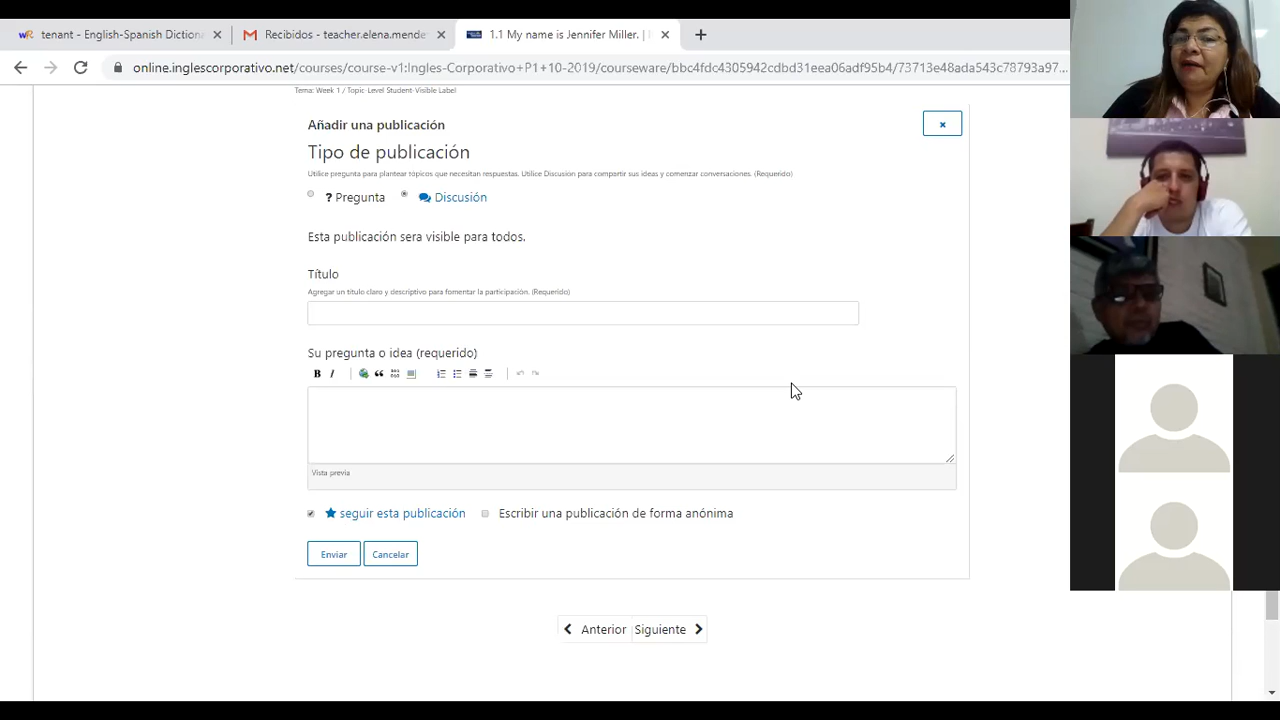 tenant - English-Spanish Dictiona
Recibidos - teacher.elena.mende
1.1 My name is Jennifer Miller. |
online.inglescorporativo.net/courses/course-v1:Ingles-Corporativo+P1+10-2019/courseware/bbc4fdc4305942cdbd31eea06adf95b4/73713e48ada543c78793a97...
Tema: Week 1 / Topic-Level Student-Visible Label
Añadir una publicación
Tipo de publicación
Utilice pregunta para plantear tópicos que necesitan respuestas. Utilice Discusión para compartir sus ideas y comenzar conversaciones. (Requerido)
? Pregunta
Discusión
Esta publicación sera visible para todos.
Título
Agregar un título claro y descriptivo para fomentar la participación. (Requerido)
Su pregunta o idea (requerido)
B I
Vista previa
seguir esta publicación
Escribir una publicación de forma anónima
Enviar
Cancelar
Anterior
Siguiente